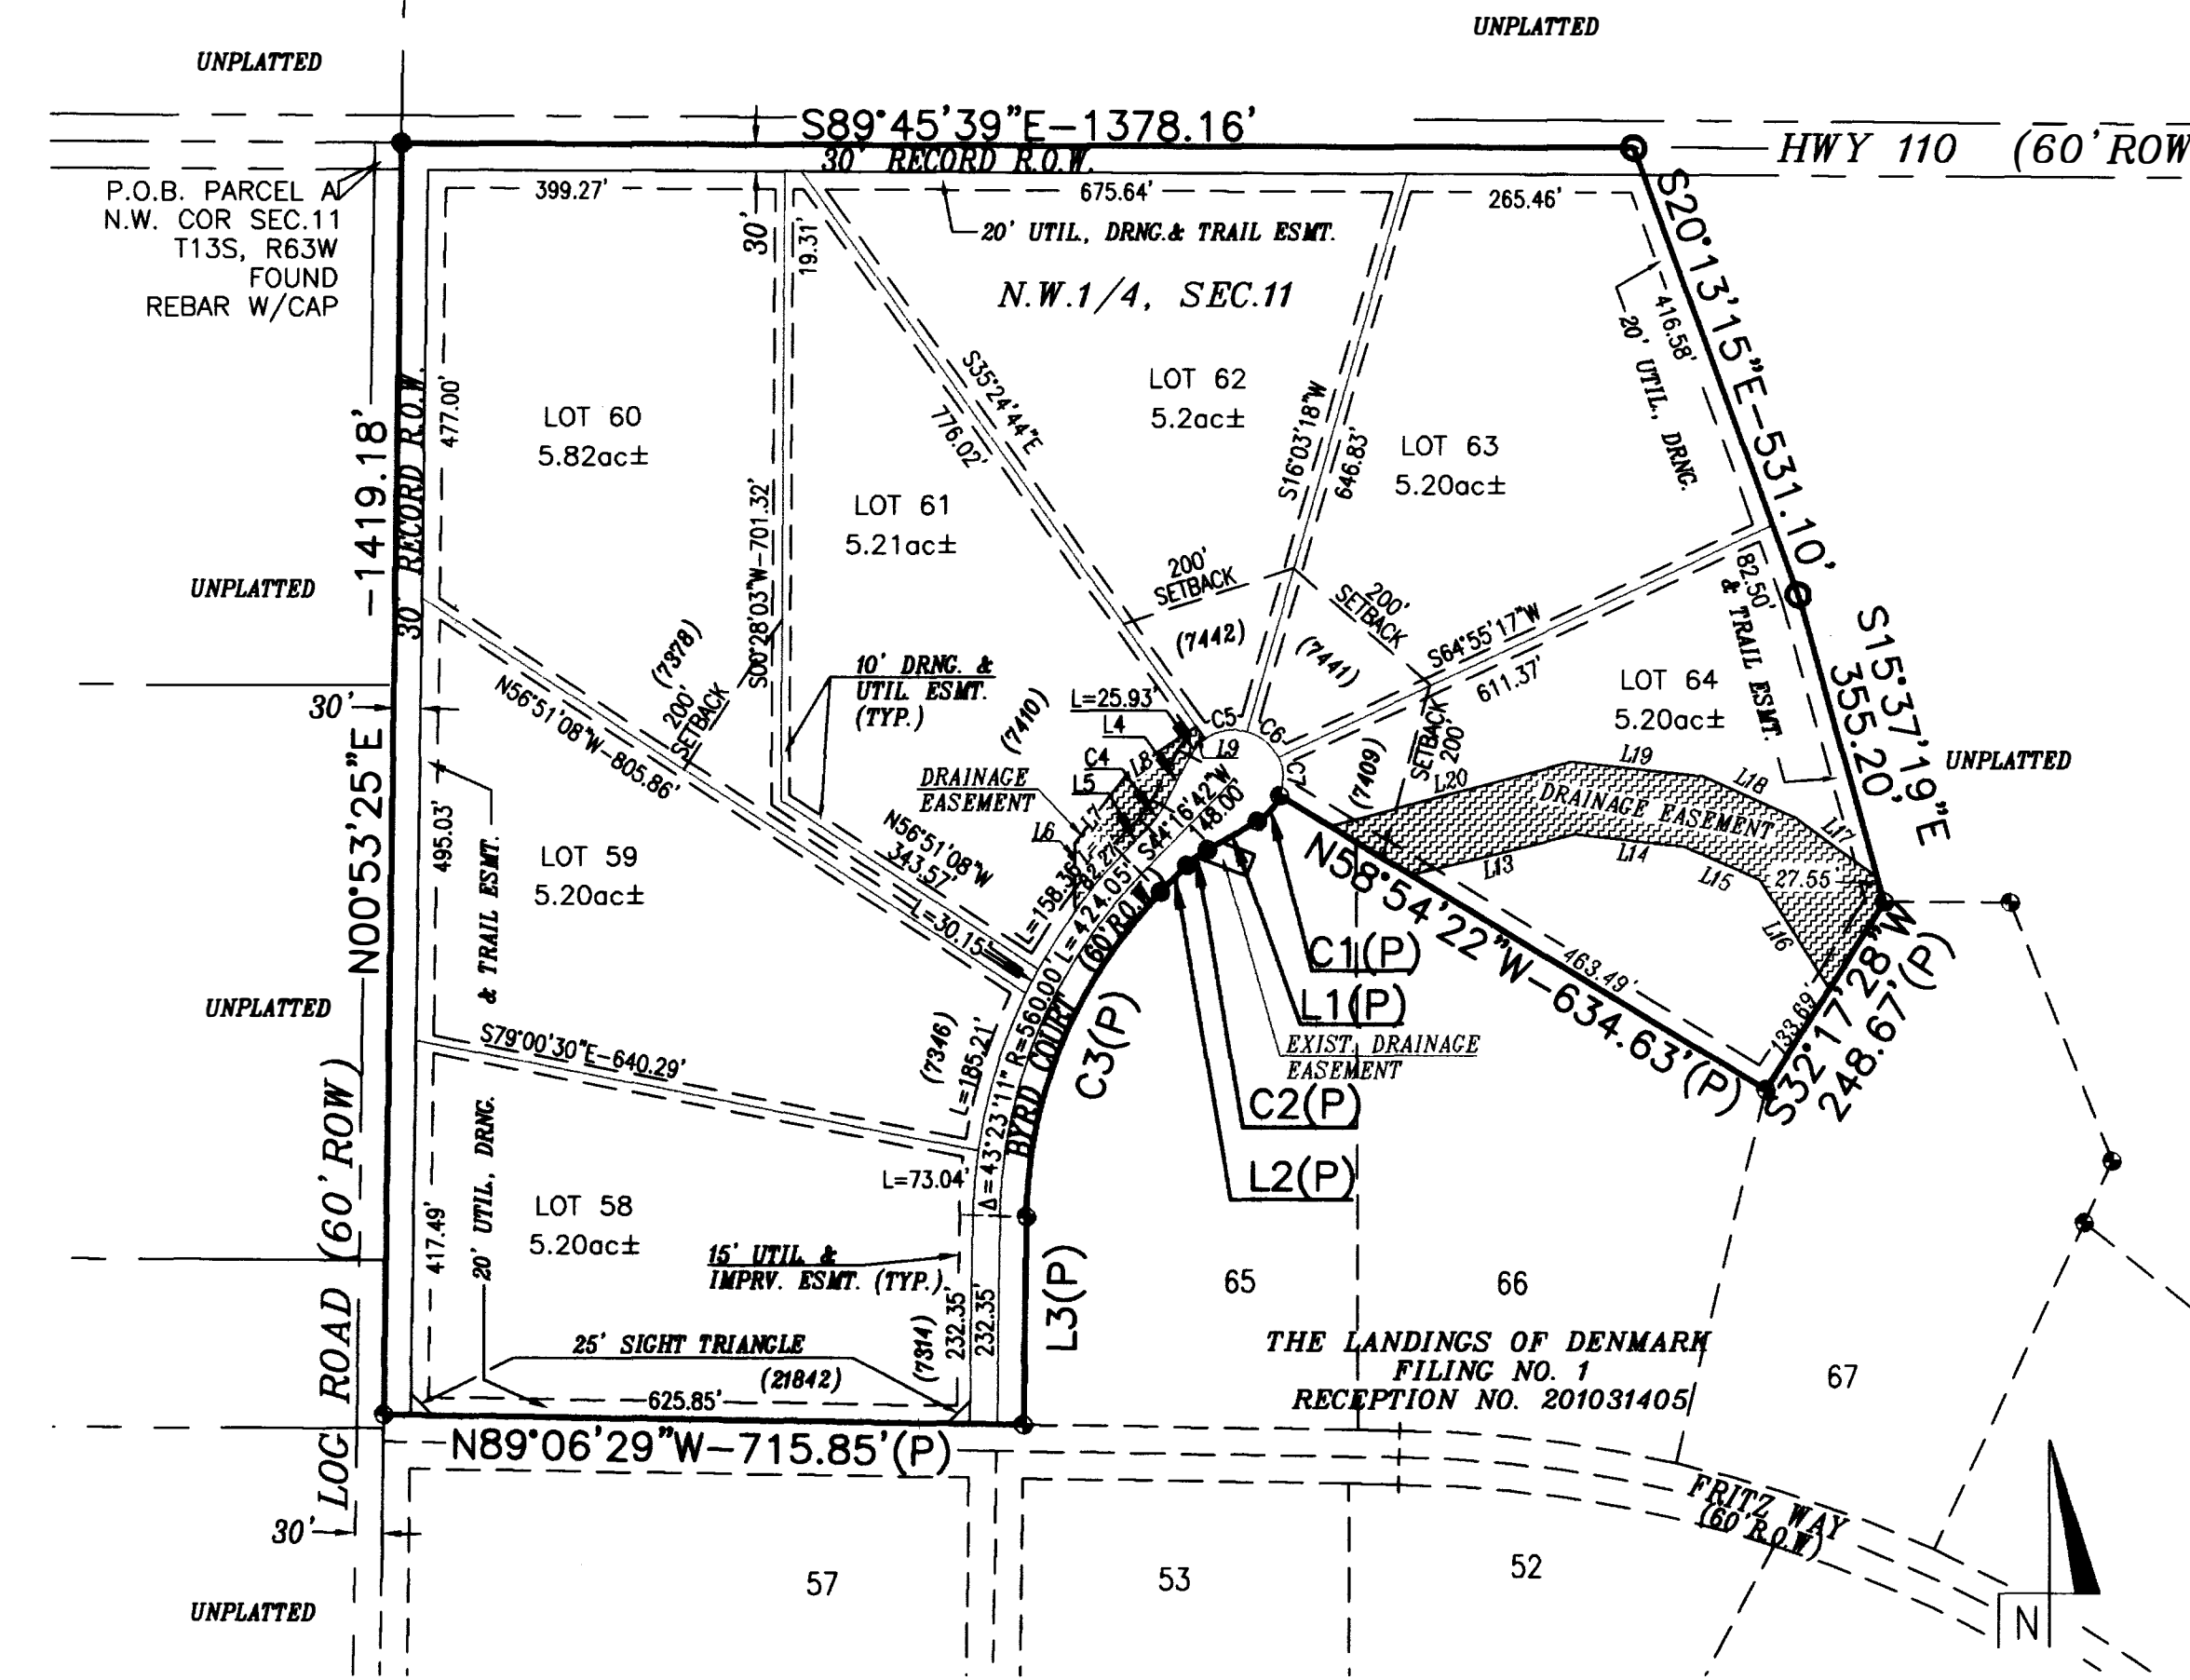 UNPLATTED
UNPLATTED
S89°45'39"E-1378.16'
30' RECORD R.O.W.
HWY 110 (60'ROW
P.O.B. PARCEL A
N.W. COR SEC.11
T13S, R63W
FOUND
REBAR W/CAP
399.27'
30'
19.31'
675.64'
265.46'
20' UTIL., DRNG.& TRAIL ESMT.
N.W.1/4, SEC.11
S20°13'15"E-531.10'
416.58'
20' UTIL., DRNG.
& TRAIL ESMT.
82.50'
-1419.18'
N00°53'25"E
30' RECORD R.O.W.
477.00'
LOT 60
5.82ac±
S00°28'03"W-701.32'
LOT 61
5.21ac±
S35°24'44"E
776.02'
LOT 62
5.2ac±
S16°03'18"W
646.83'
LOT 63
5.20ac±
UNPLATTED
200'
SETBACK
(7442)
200'
SETBACK
(7441)
S64°55'17"W
611.37'
LOT 64
5.20ac±
S15°37'19"E
355.20'
UNPLATTED
(7378)
200'
SETBACK
10' DRNG. &
UTIL. ESMT.
(TYP.)
(7410)
L=25.93'
L4
C4
L5
L8
L7
L6
C5
C6
C7
L9
DRAINAGE
EASEMENT
S44°16'42"W
48.00'
(7409)
SETBACK
200'
L20
L19
L18
L17
DRAINAGE EASEMENT
L13
L14
L15
L16
27.55'
30'
N56°51'08"W-805.86'
N56°51'08"W
343.57'
L=30.15'
L=158.36'
L=82.27'
495.03'
& TRAIL ESMT.
LOT 59
5.20ac±
UNPLATTED
N58°54'22"W-634.63'(P)
463.49'
133.69'
S32°17'28"W
248.67'(P)
C1(P)
L1(P)
EXIST. DRAINAGE
EASEMENT
C2(P)
L2(P)
C3(P)
Δ=43°23'11" R=560.00 L=424.05'
BYRD COURT (60'R.O.W.)
(7346)
L=185.21'
S79°00'30"E-640.29'
L=73.04'
LOT 58
5.20ac±
417.49'
20' UTIL., DRNG.
15' UTIL &
IMPRV. ESMT. (TYP.)
232.35'
232.35'
L3(P)
(7314)
25' SIGHT TRIANGLE
(21842)
625.85'
N89°06'29"W-715.85'(P)
LOG ROAD (60'ROW)
30'
65
66
67
THE LANDINGS OF DENMARK
FILING NO. 1
RECEPTION NO. 201031405
FRITZ WAY
(60'R.O.W)
57
53
52
UNPLATTED
N